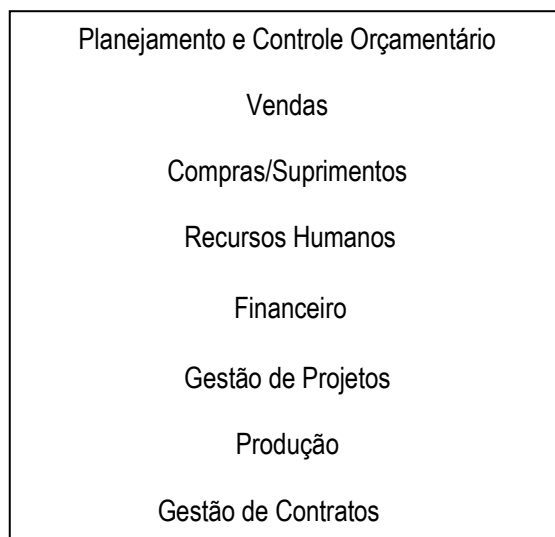 Planejamento e Controle Orçamentário
Vendas
Compras/Suprimentos
Recursos Humanos
Financeiro
Gestão de Projetos
Produção
Gestão de Contratos